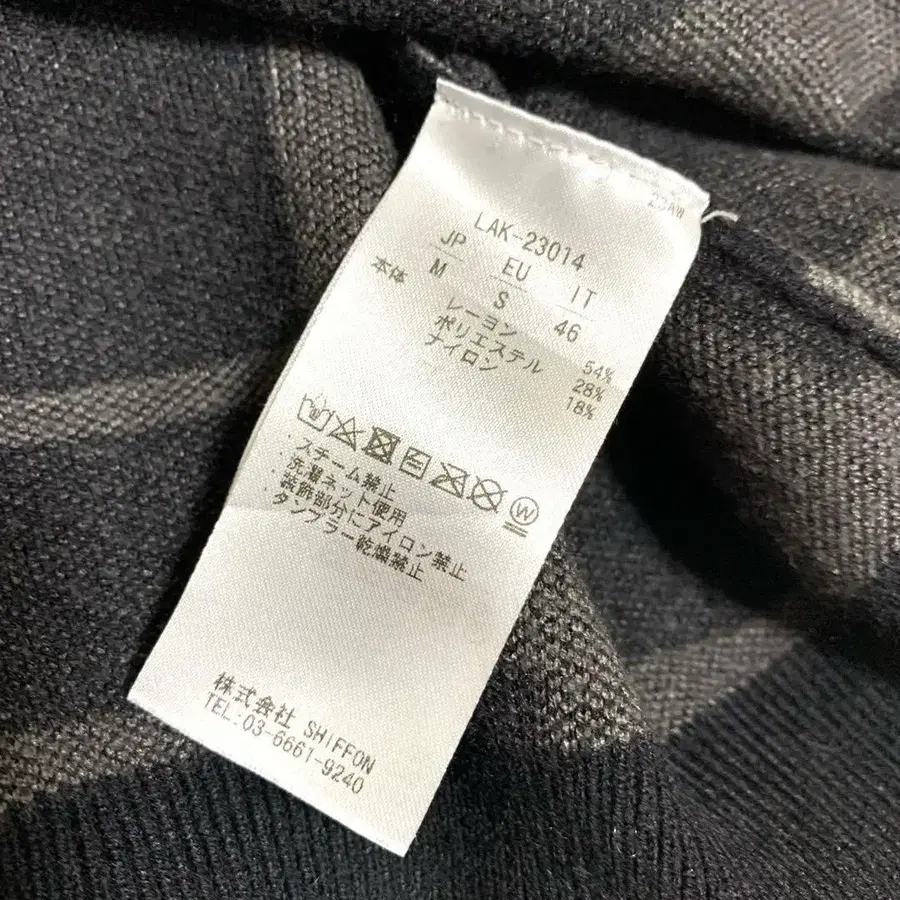 23AW
LAK-23014
JP EU IT
M S 46
本体 レーヨン 54%
ポリエステル 28%
ナイロン 18%
W
・スチーム禁止
・洗濯ネット使用
・装飾部分にアイロン禁止
・タンブラー乾燥禁止
株式会社 SHIFFON
TEL:03-6661-9240